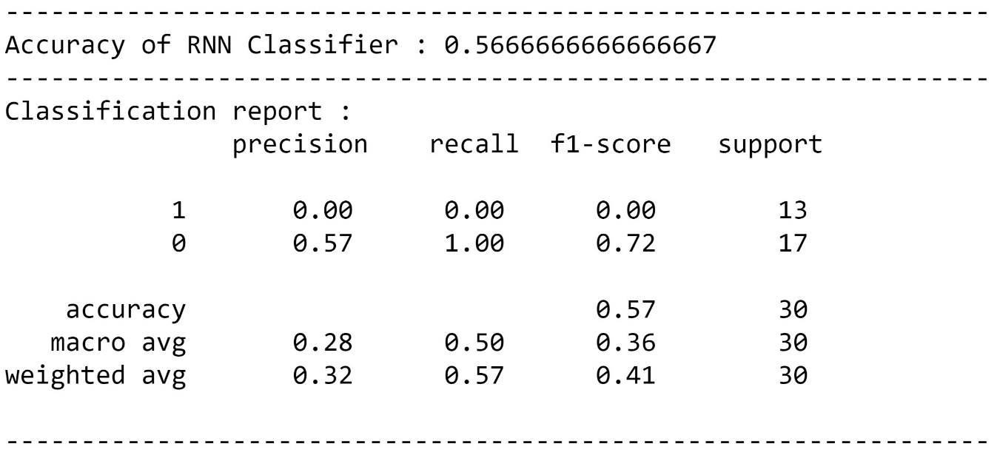 -----------------------------------------------------------------
Accuracy of RNN Classifier : 0.5666666666666667
-----------------------------------------------------------------
Classification report :
               precision    recall  f1-score   support

           1       0.00      0.00      0.00        13
           0       0.57      1.00      0.72        17

    accuracy                           0.57        30
   macro avg       0.28      0.50      0.36        30
weighted avg       0.32      0.57      0.41        30

-----------------------------------------------------------------